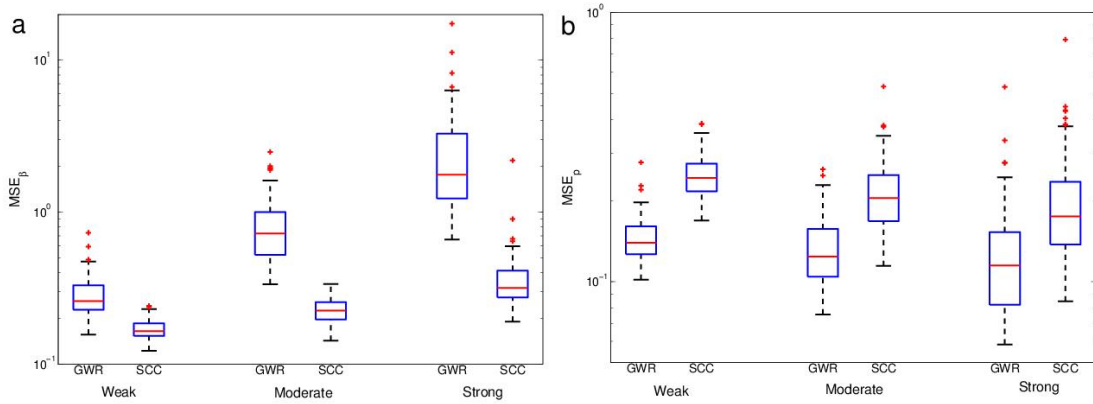 a
MSE_β
10^1
10^0
10^-1
GWR SCC GWR SCC GWR SCC
Weak Moderate Strong
b
MSE_p
10^0
10^-1
GWR SCC GWR SCC GWR SCC
Weak Moderate Strong